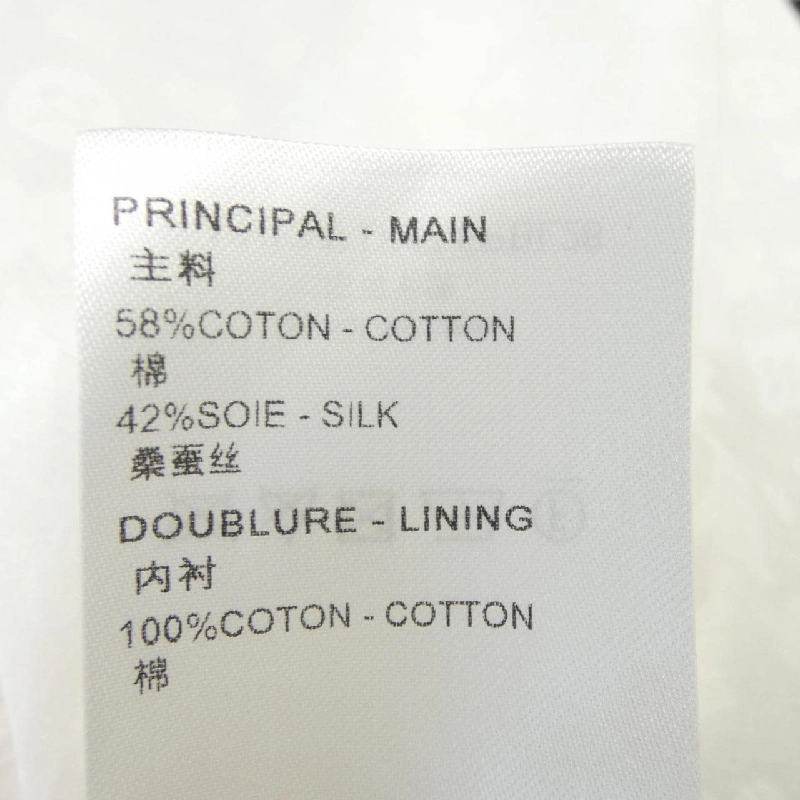 PRINCIPAL - MAIN
主料
58%COTON - COTTON
棉
42%SOIE - SILK
桑蚕丝
DOUBLURE - LINING
内衬
100%COTON - COTTON
棉